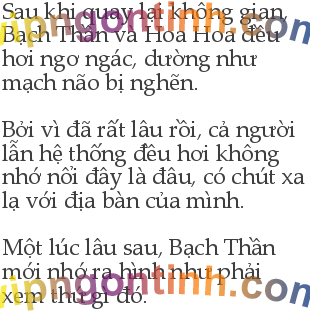 Sau khi quay lại không gian,
Bạch Thần và Hoa Hoa đều
hơi ngơ ngác, dường như
mạch não bị nghẽn.
Bởi vì đã rất lâu rồi, cả người
lẫn hệ thống đều hơi không
nhớ nổi đây là đâu, có chút xa
lạ với địa bàn của mình.
Một lúc lâu sau, Bạch Thần
mới nhớ ra hình như phải
xem thứ gì đó.
vipngontinh.com
vipngontinh.com